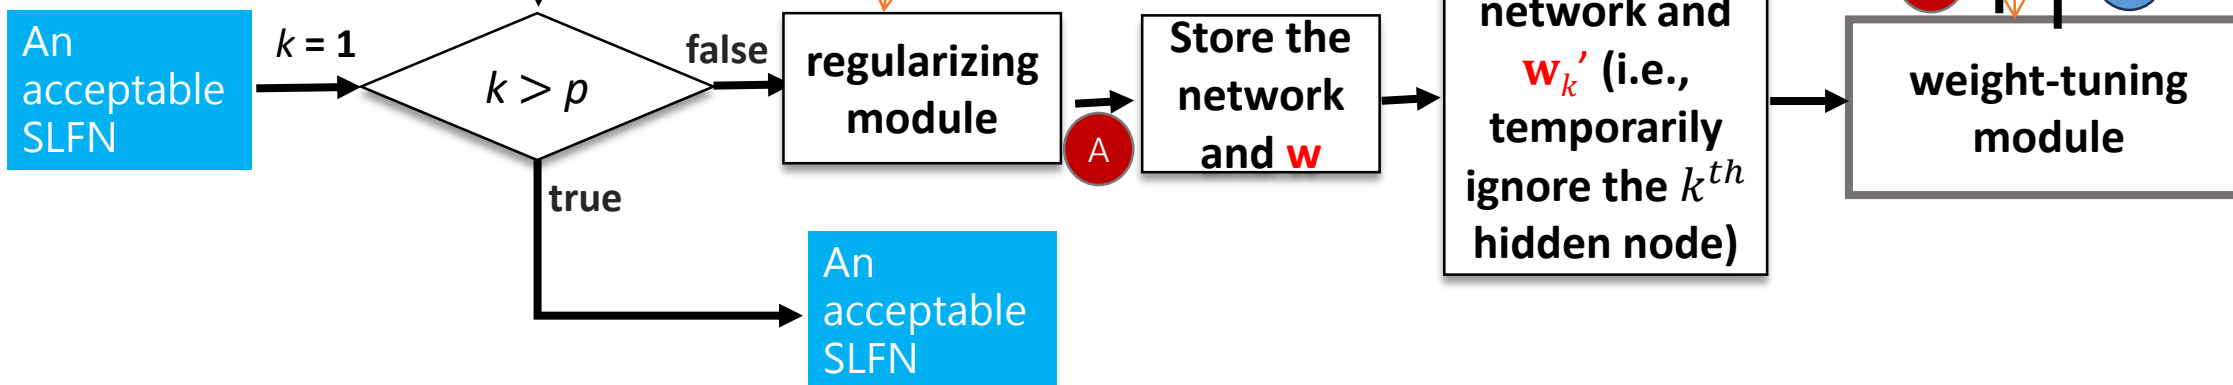 An
acceptable
SLFN
k = 1
k > p
false
true
regularizing
module
A
Store the
network
and w
network and
𝐰ₖ’ (i.e.,
temporarily
ignore the kᵗʰ
hidden node)
weight-tuning
module
An
acceptable
SLFN